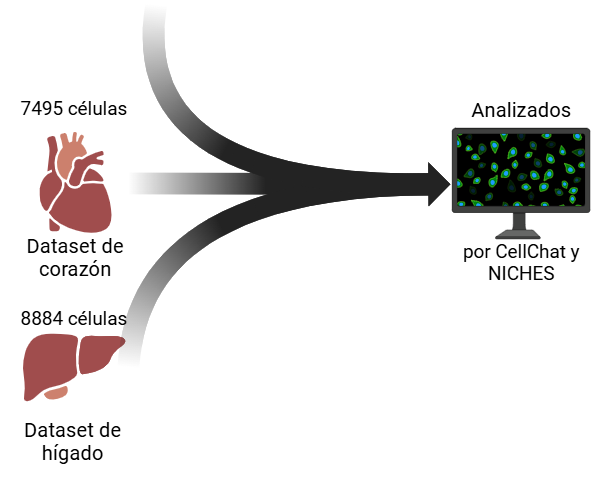 7495 células
Dataset de
corazón
8884 células
Dataset de
hígado
Analizados
por CellChat y
NICHES